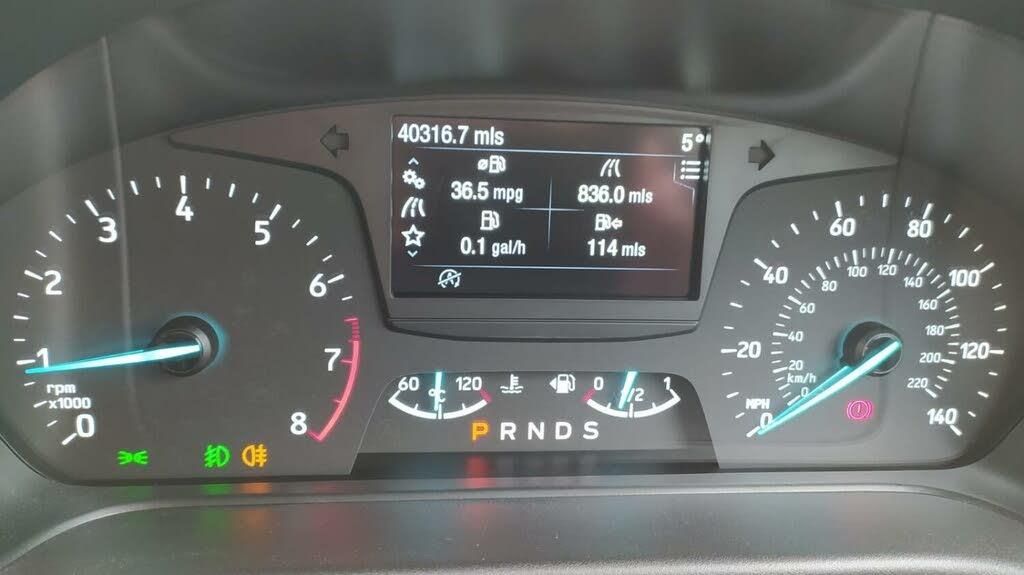 40316.7 mls 5°
36.5 mpg 836.0 mls
0.1 gal/h 114 mls
0 1 2 3 4 5 6 7 8
rpm
x1000
60 °C 120
0 1/2 1
P R N D S
0 20 40 60 80 100 120 140
MPH
0 20 40 60 80 100 120 140 160 180 200 220
km/h